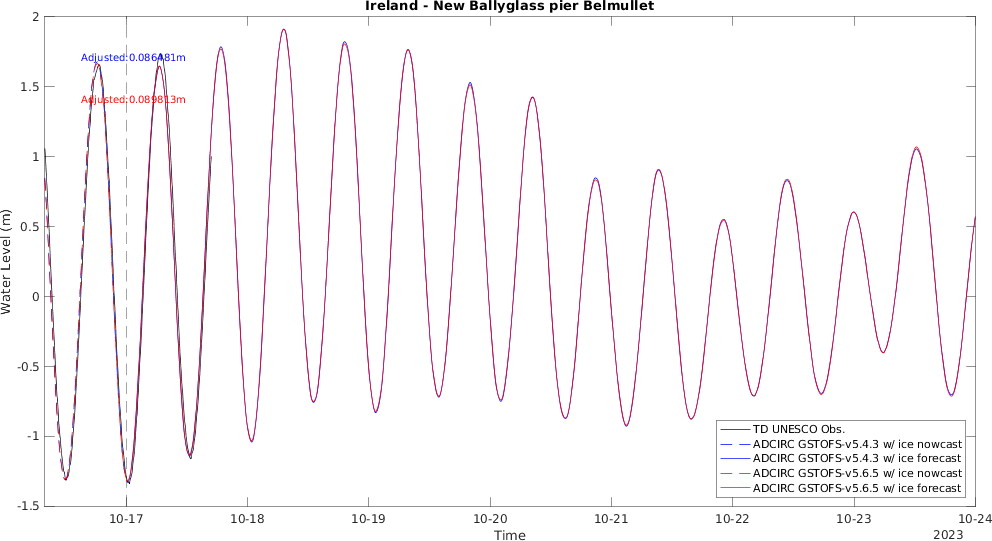 Ireland - New Ballyglass pier Belmullet
2
1.5
1
0.5
0
-0.5
-1
-1.5
Water Level (m)
Adjusted:0.086481m
Adjusted:0.089813m
TD UNESCO Obs.
ADCIRC GSTOFS-v5.4.3 w/ ice nowcast
ADCIRC GSTOFS-v5.4.3 w/ ice forecast
ADCIRC GSTOFS-v5.6.5 w/ ice nowcast
ADCIRC GSTOFS-v5.6.5 w/ ice forecast
10-17 10-18 10-19 10-20 10-21 10-22 10-23 10-24
Time
2023